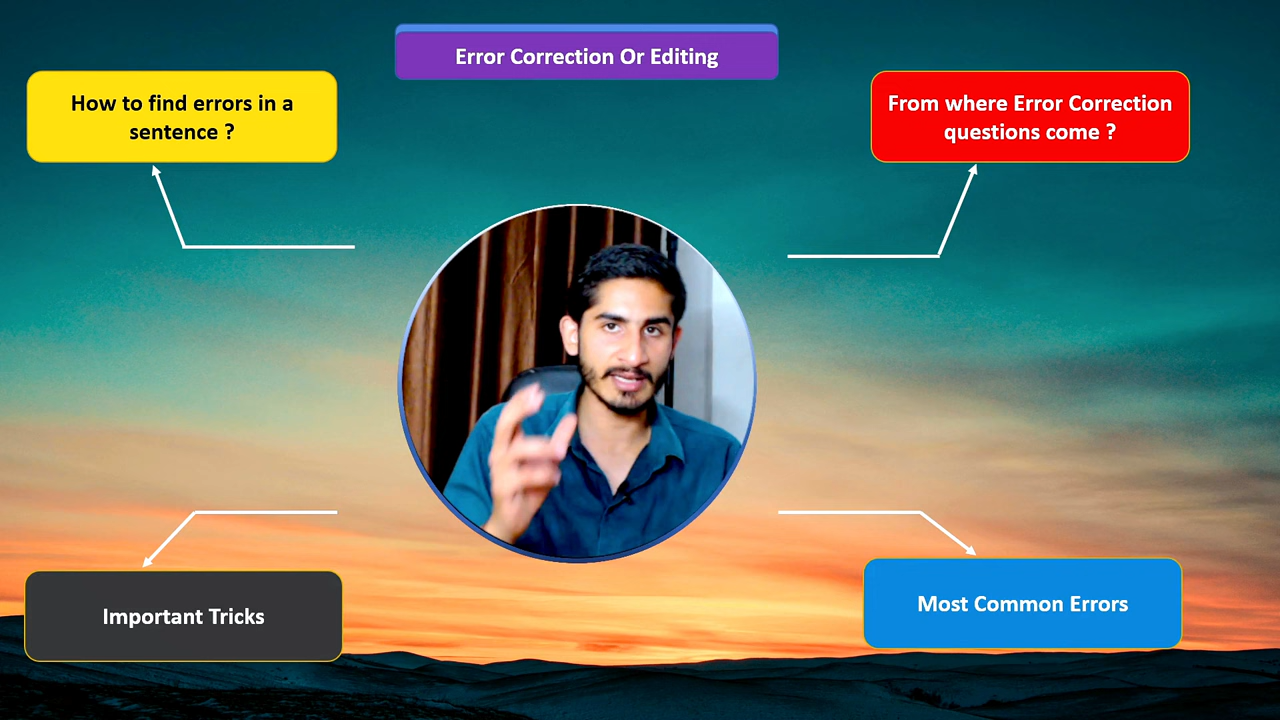 Error Correction Or Editing
How to find errors in a
sentence ?
From where Error Correction
questions come ?
Important Tricks
Most Common Errors